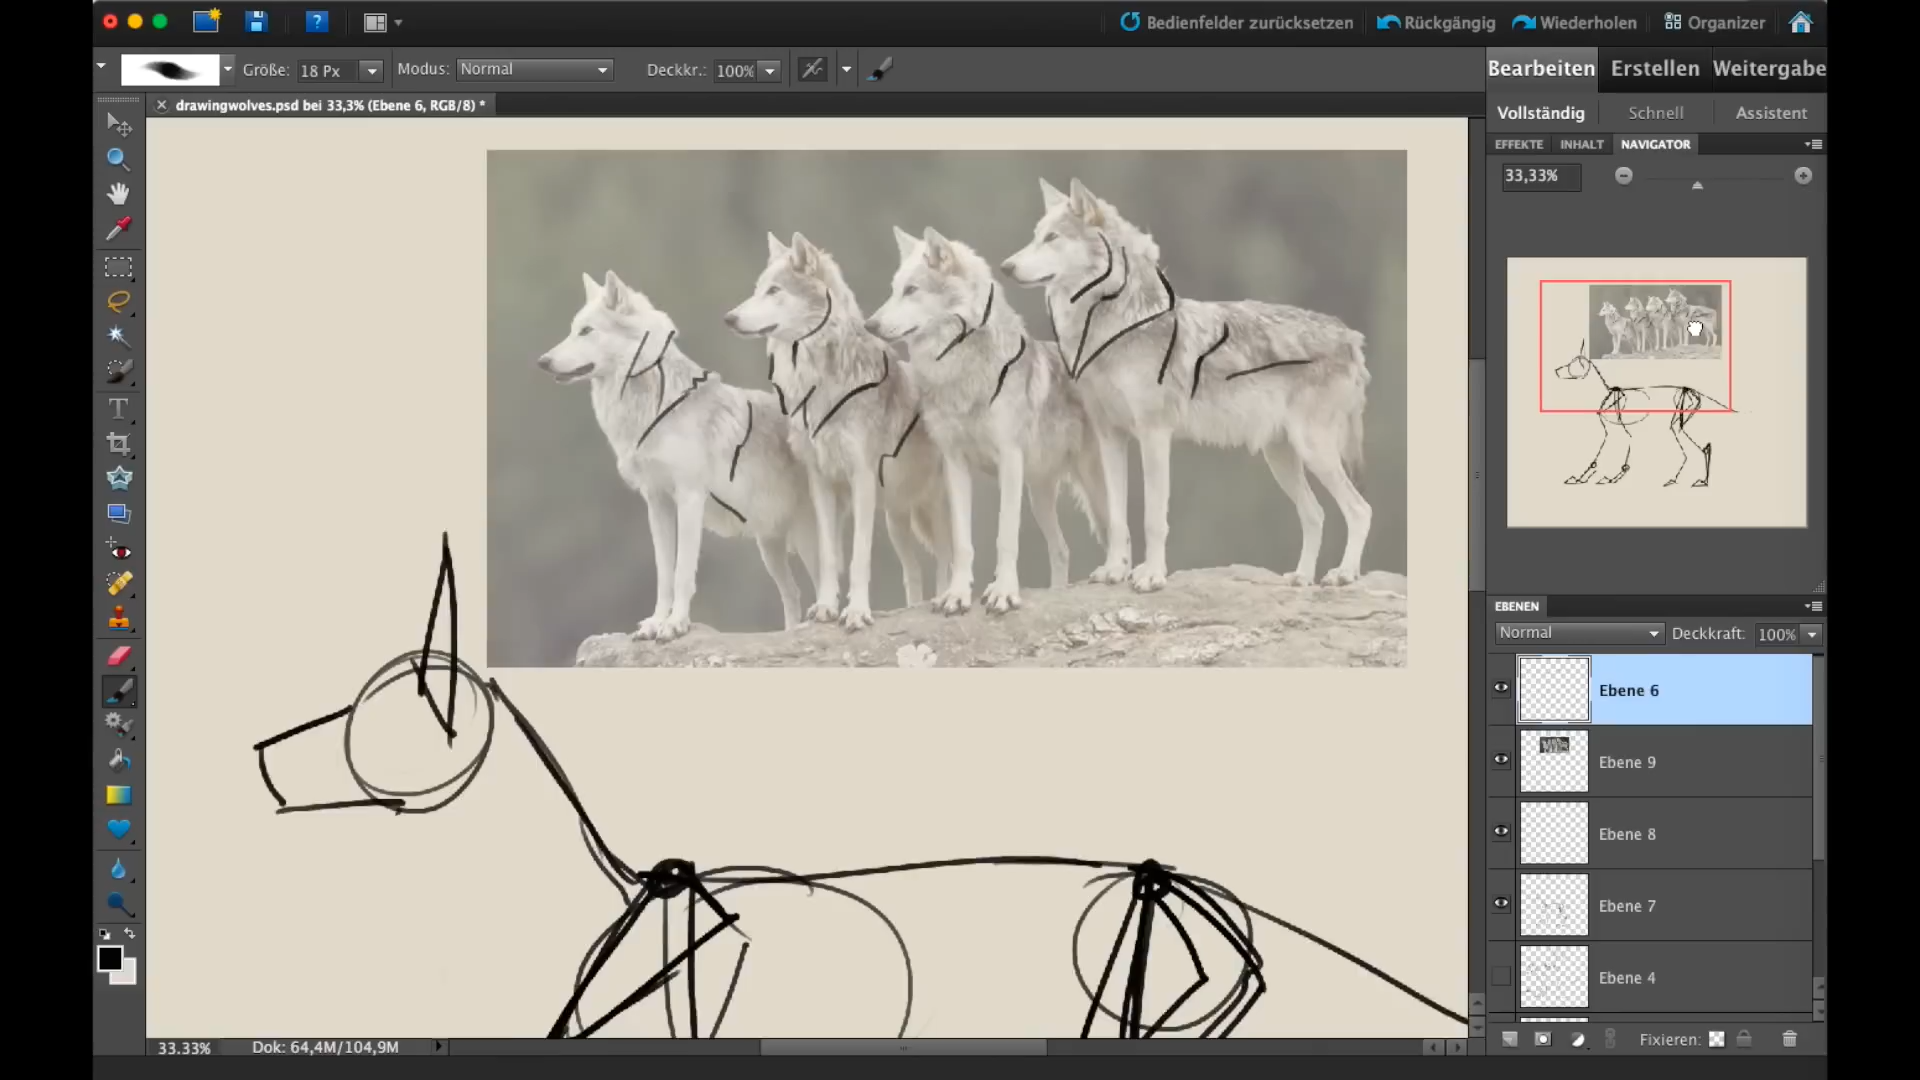 Bedienfelder zurücksetzen Rückgängig Wiederholen Organizer
Größe: 18 Px Modus: Normal Deckkr.: 100%
Bearbeiten Erstellen Weitergabe
drawingwolves.psd bei 33,3% (Ebene 6, RGB/8) *
Vollständig Schnell Assistent
EFFEKTE INHALT NAVIGATOR
33,33%
EBENEN
Normal Deckkraft: 100%
Ebene 6
Ebene 9
Ebene 8
Ebene 7
Ebene 4
Fixieren:
33.33% Dok: 64,4M/104,9M